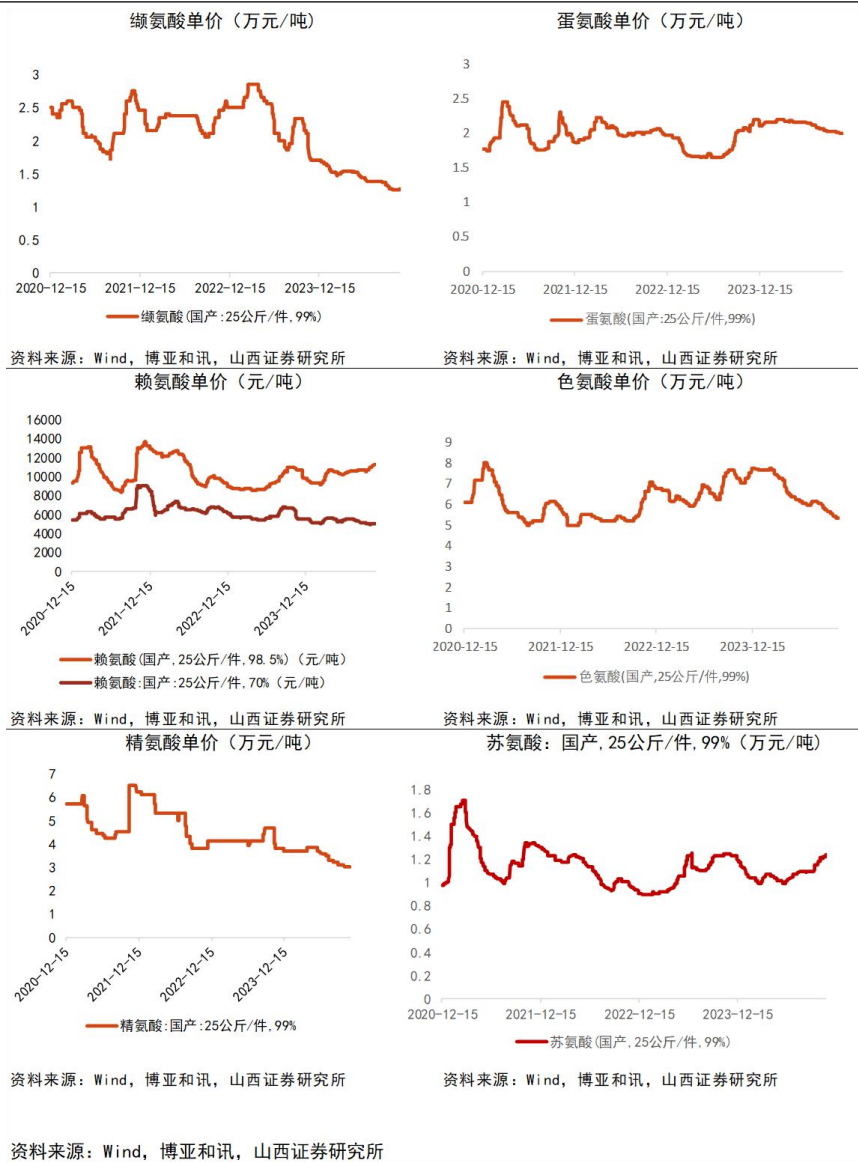 缬氨酸单价（万元/吨）
3
2.5
2
1.5
1
0.5
0
2020-12-15 2021-12-15 2022-12-15 2023-12-15
缬氨酸(国产:25公斤/件,99%)
资料来源：Wind，博亚和讯，山西证券研究所
蛋氨酸单价（万元/吨）
3
2.5
2
1.5
1
0.5
0
2020-12-15 2021-12-15 2022-12-15 2023-12-15
蛋氨酸(国产:25公斤/件,99%)
资料来源：Wind，博亚和讯，山西证券研究所
赖氨酸单价（元/吨）
16000
14000
12000
10000
8000
6000
4000
2000
0
2020-12-15 2021-12-15 2022-12-15 2023-12-15
赖氨酸(国产,25公斤/件,98.5%)（元/吨）
赖氨酸:国产:25公斤/件,70%（元/吨）
资料来源：Wind，博亚和讯，山西证券研究所
色氨酸单价（万元/吨）
9
8
7
6
5
4
3
2
1
0
2020-12-15 2021-12-15 2022-12-15 2023-12-15
色氨酸(国产,25公斤/件,99%)
资料来源：Wind，博亚和讯，山西证券研究所
精氨酸单价（万元/吨）
7
6
5
4
3
2
1
0
2020-12-15 2021-12-15 2022-12-15 2023-12-15
精氨酸:国产:25公斤/件,99%
资料来源：Wind，博亚和讯，山西证券研究所
苏氨酸：国产,25公斤/件,99%（万元/吨)
1.8
1.6
1.4
1.2
1
0.8
0.6
0.4
0.2
0
2020-12-15 2021-12-15 2022-12-15 2023-12-15
苏氨酸(国产,25公斤/件,99%)
资料来源：Wind，博亚和讯，山西证券研究所
资料来源：Wind，博亚和讯，山西证券研究所